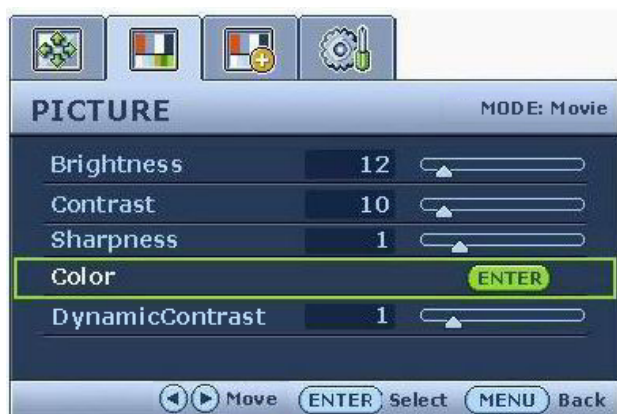 PICTURE MODE: Movie
Brightness 12
Contrast 10
Sharpness 1
Color ENTER
DynamicContrast 1
Move ENTER Select MENU Back